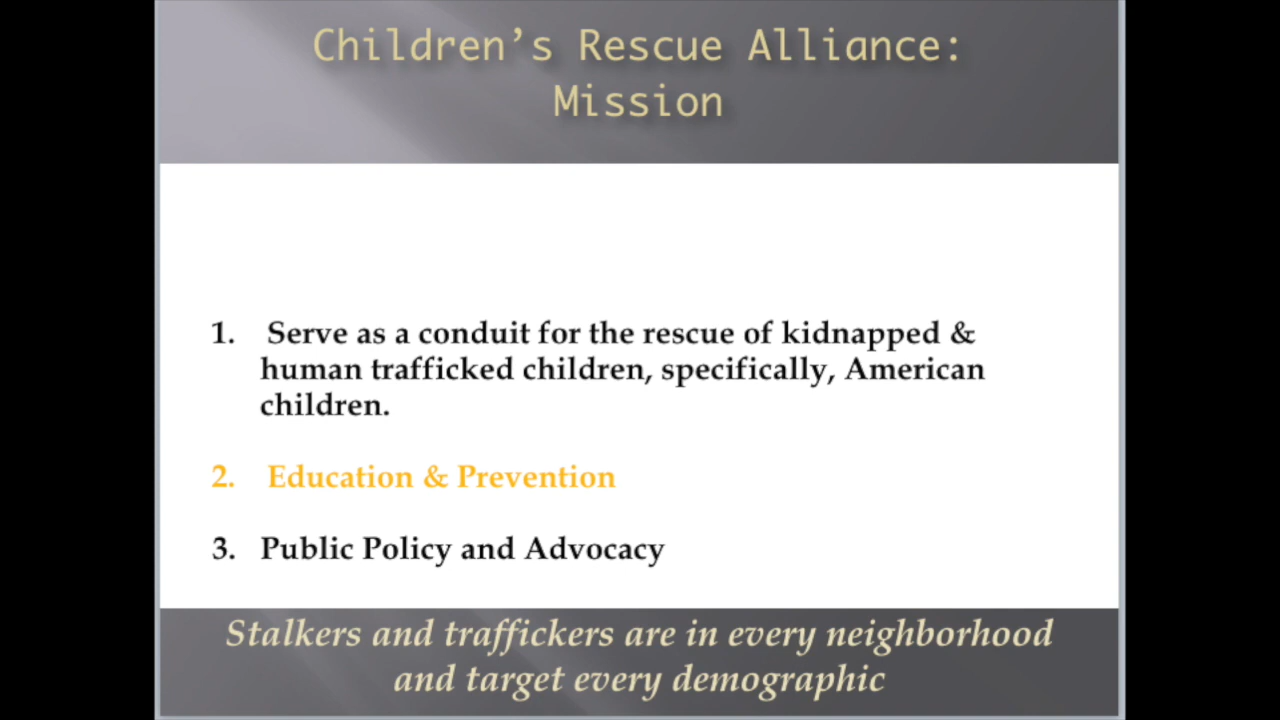 Children’s Rescue Alliance:
Mission
1. Serve as a conduit for the rescue of kidnapped &
human trafficked children, specifically, American
children.
2. Education & Prevention
3. Public Policy and Advocacy
Stalkers and traffickers are in every neighborhood
and target every demographic